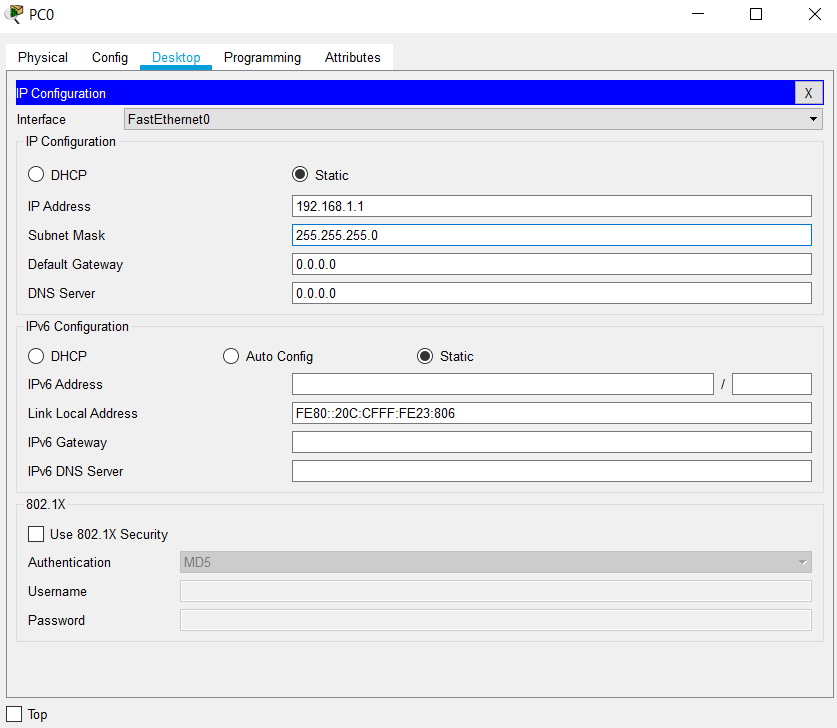 PC0
Physical Config Desktop Programming Attributes
IP Configuration X
Interface FastEthernet0
IP Configuration
DHCP Static
IP Address 192.168.1.1
Subnet Mask 255.255.255.0
Default Gateway 0.0.0.0
DNS Server 0.0.0.0
IPv6 Configuration
DHCP Auto Config Static
IPv6 Address /
Link Local Address FE80::20C:CFFF:FE23:806
IPv6 Gateway
IPv6 DNS Server
802.1X
Use 802.1X Security
Authentication MD5
Username
Password
Top